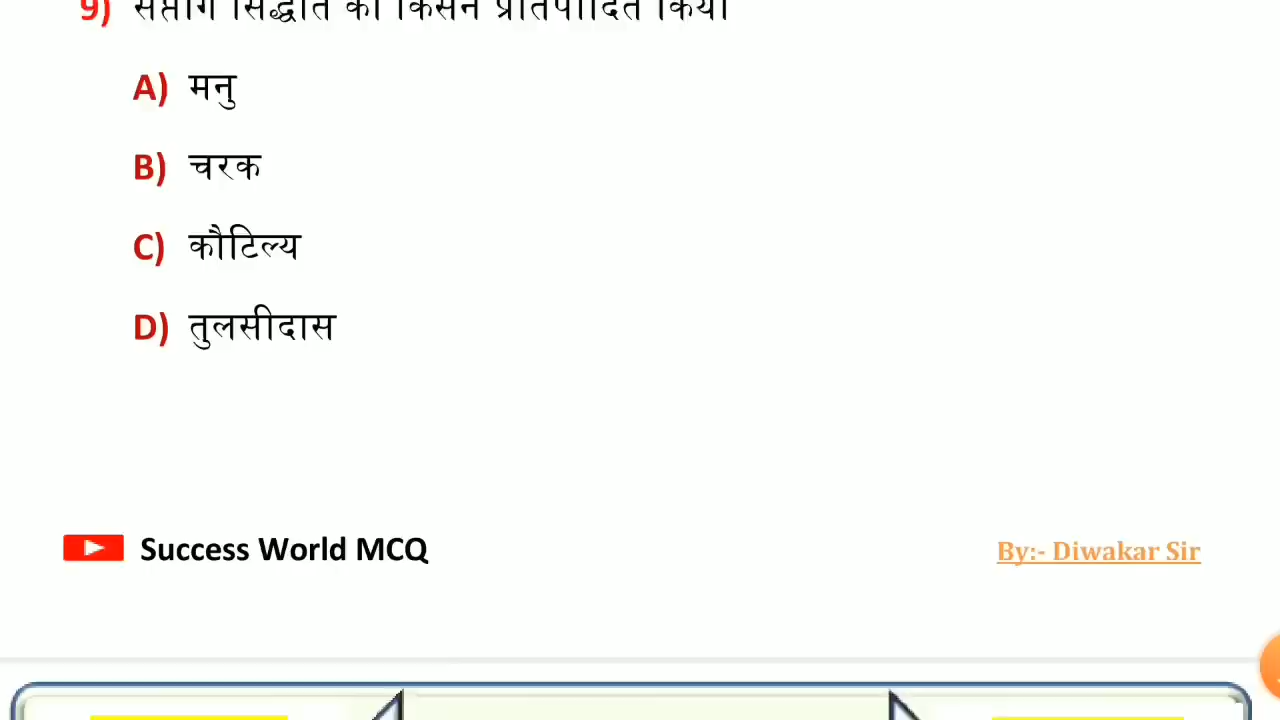 9) सप्तांग सिद्धांत को किसने प्रतिपादित किया
A) मनु
B) चरक
C) कौटिल्य
D) तुलसीदास
Success World MCQ
By:- Diwakar Sir